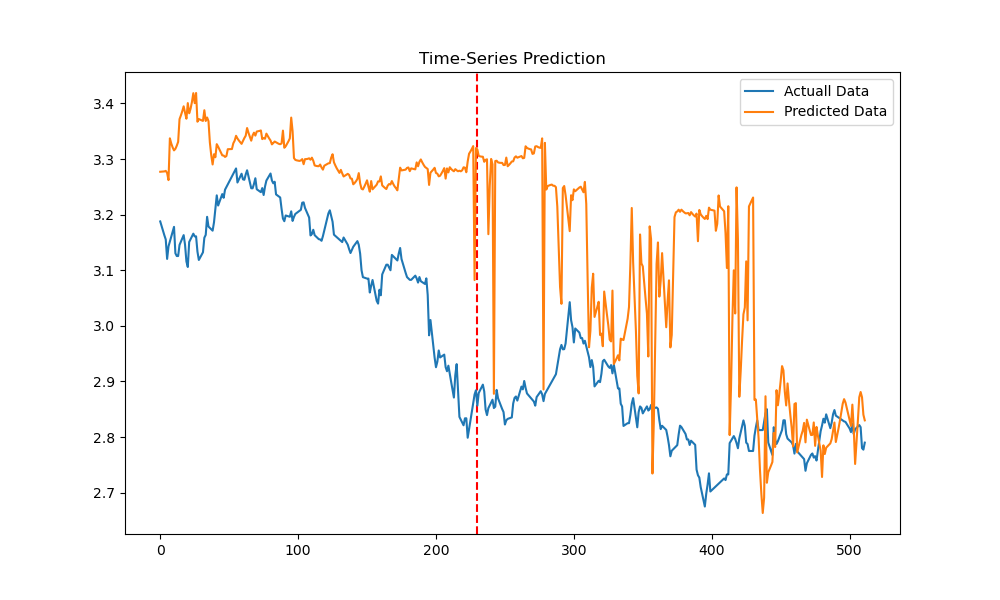 Time-Series Prediction
Actuall Data
Predicted Data
3.4
3.3
3.2
3.1
3.0
2.9
2.8
2.7
0 100 200 300 400 500